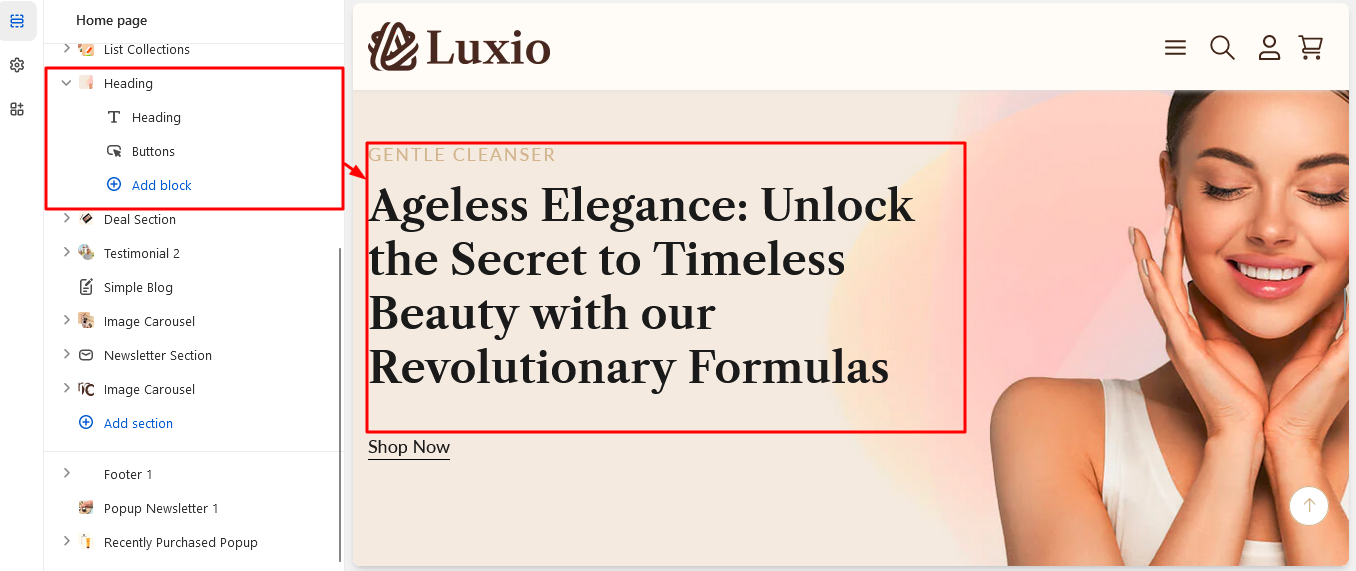 Home page
List Collections
Heading
Heading
Buttons
Add block
Deal Section
Testimonial 2
Simple Blog
Image Carousel
Newsletter Section
Image Carousel
Add section
Footer 1
Popup Newsletter 1
Recently Purchased Popup
Luxio
GENTLE CLEANSER
Ageless Elegance: Unlock
the Secret to Timeless
Beauty with our
Revolutionary Formulas
Shop Now